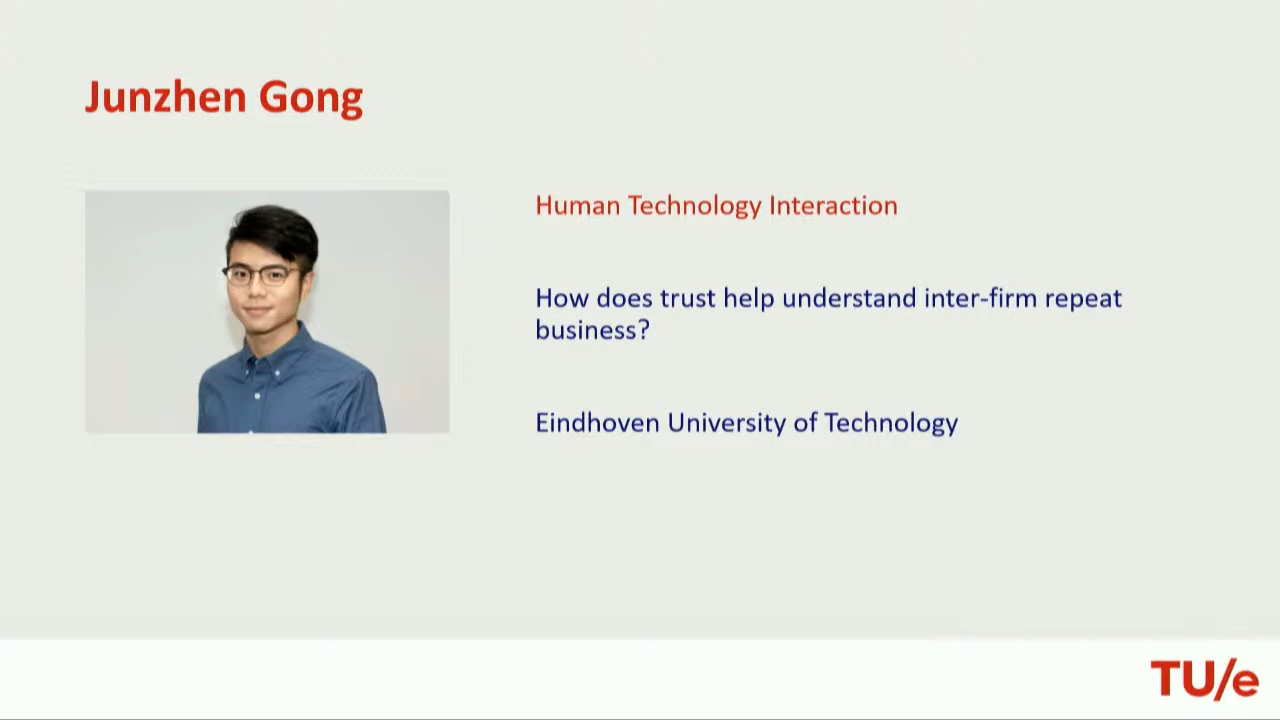 Junzhen Gong
Human Technology Interaction
How does trust help understand inter-firm repeat
business?
Eindhoven University of Technology
TU/e